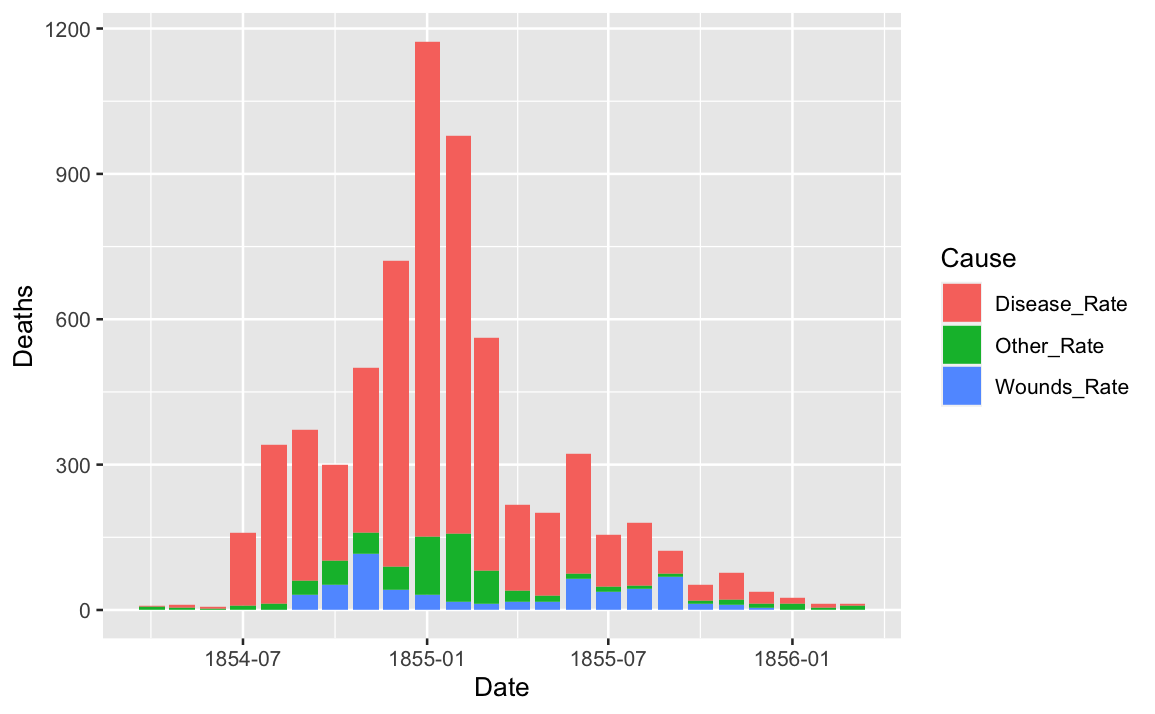 1200
900
600
300
0
Deaths
1854-07
1855-01
1855-07
1856-01
Date
Cause
Disease_Rate
Other_Rate
Wounds_Rate